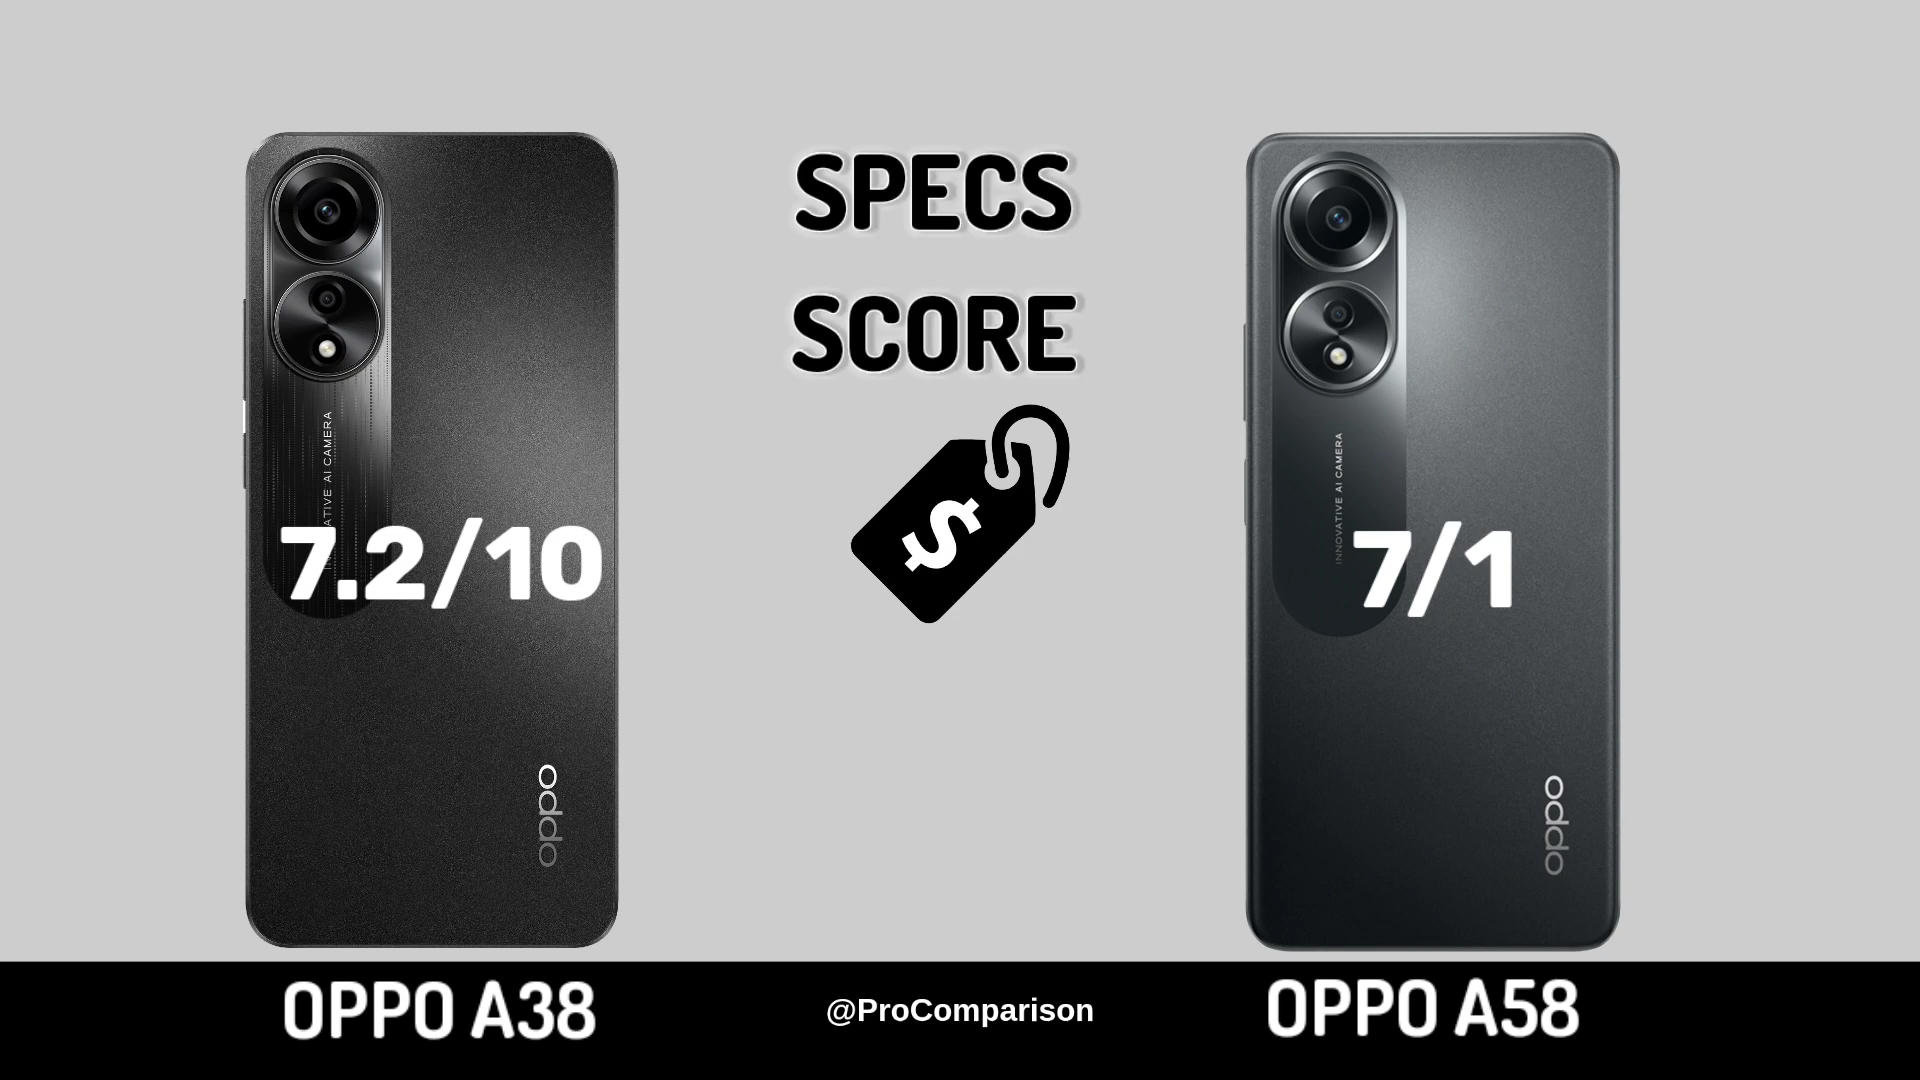 SPECS
SCORE
$
INNOVATIVE AI CAMERA
7.2/10
oppo
INNOVATIVE AI CAMERA
7/1
oppo
OPPO A38
@ProComparison
OPPO A58